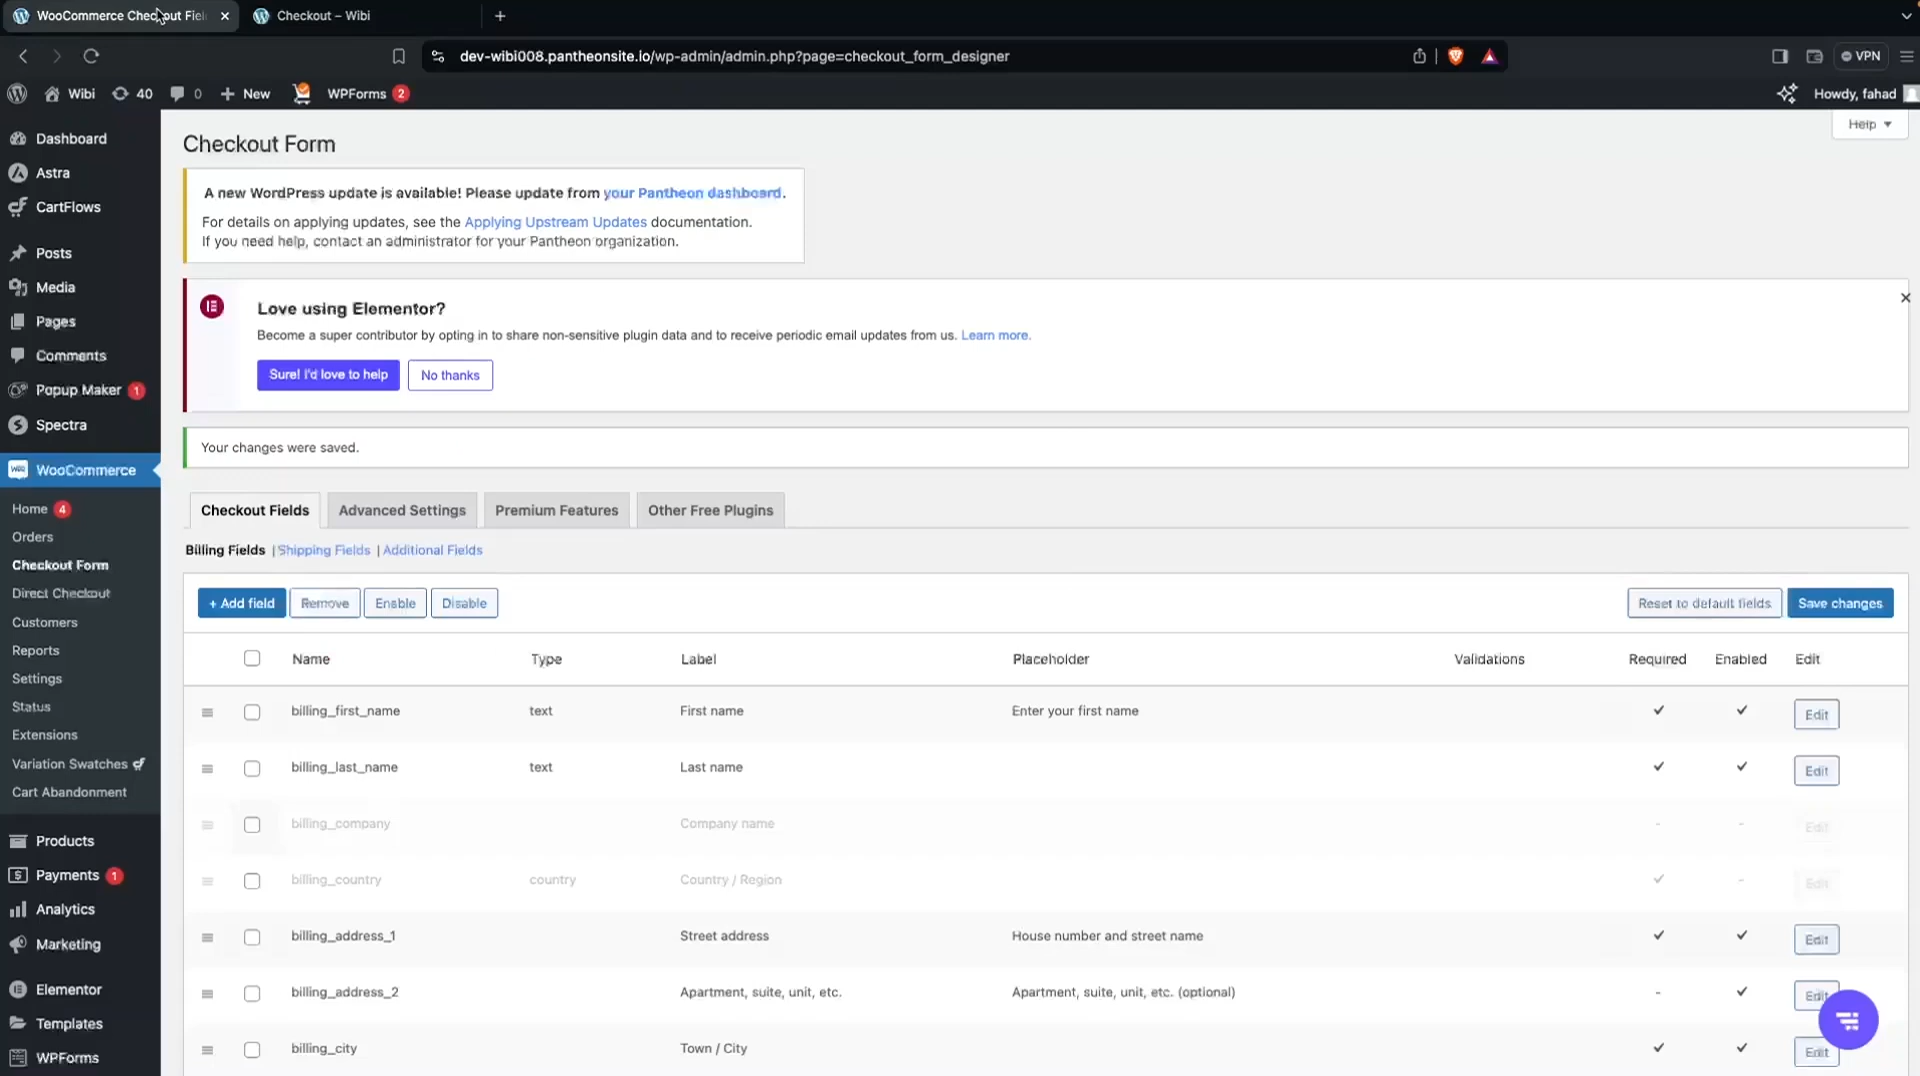 WooCommerce Checkout Fiel
Checkout – Wibi
dev-wibi008.pantheonsite.io/wp-admin/admin.php?page=checkout_form_designer
VPN
Wibi
40
0
New
WPForms 2
Howdy, fahad
Help
Dashboard
Astra
CartFlows
Posts
Media
Pages
Comments
Popup Maker 1
Spectra
WooCommerce
Home 4
Orders
Checkout Form
Direct Checkout
Customers
Reports
Settings
Status
Extensions
Variation Swatches
Cart Abandonment
Products
Payments 1
Analytics
Marketing
Elementor
Templates
WPForms
Checkout Form
A new WordPress update is available! Please update from your Pantheon dashboard.
For details on applying updates, see the Applying Upstream Updates documentation.
If you need help, contact an administrator for your Pantheon organization.
Love using Elementor?
Become a super contributor by opting in to share non-sensitive plugin data and to receive periodic email updates from us. Learn more.
Sure! I'd love to help
No thanks
Your changes were saved.
Checkout Fields
Advanced Settings
Premium Features
Other Free Plugins
Billing Fields | Shipping Fields | Additional Fields
+ Add field
Remove
Enable
Disable
Reset to default fields
Save changes
Name Type Label Placeholder Validations Required Enabled Edit
billing_first_name text First name Enter your first name Edit
billing_last_name text Last name Edit
billing_company Company name - - Edit
billing_country country Country / Region - Edit
billing_address_1 Street address House number and street name Edit
billing_address_2 Apartment, suite, unit, etc. Apartment, suite, unit, etc. (optional) - Edit
billing_city Town / City Edit